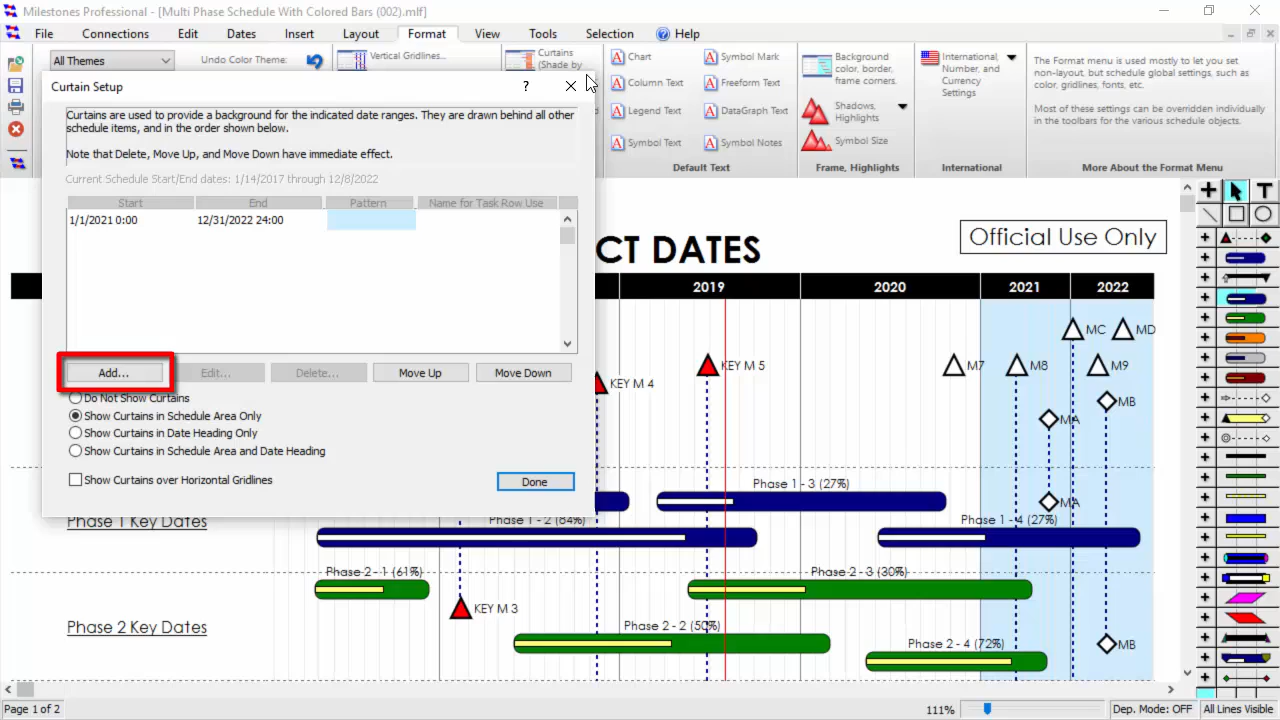 Milestones Professional - [Multi Phase Schedule With Colored Bars (002).mlf]
File Connections Edit Dates Insert Layout Format View Tools Selection Help
All Themes
Undo Color Theme:
Vertical Gridlines...
Curtains
(Shade by
Chart
Column Text
Legend Text
Symbol Text
Symbol Mark
Freeform Text
DataGraph Text
Symbol Notes
Default Text
Background
color, border,
frame corners.
Shadows,
Highlights
Symbol Size
Frame, Highlights
International,
Number, and
Currency
Settings
International
The Format menu is used mostly to let you set
non-layout, but schedule global settings, such as
color, gridlines, fonts, etc.
Most of these settings can be overridden individually
in the toolbars for the various schedule objects.
More About the Format Menu
Curtain Setup
?
Curtains are used to provide a background for the indicated date ranges. They are drawn behind all other
schedule items, and in the order shown below.
Note that Delete, Move Up, and Move Down have immediate effect.
Current Schedule Start/End dates: 1/14/2017 through 12/8/2022
Start End Pattern Name for Task Row Use
1/1/2021 0:00 12/31/2022 24:00
Add... Edit... Delete... Move Up Move Down
Do Not Show Curtains
Show Curtains in Schedule Area Only
Show Curtains in Date Heading Only
Show Curtains in Schedule Area and Date Heading
Show Curtains over Horizontal Gridlines
Done
CT DATES
Official Use Only
2019 2020 2021 2022
MC MD
KEY M 5 M7 M8 M9
KEY M 4
MB
MA
Phase 1 - 3 (27%)
MA
Phase 1 Key Dates
Phase 1 - 2 (84%) Phase 1 - 4 (27%)
Phase 2 - 1 (61%) Phase 2 - 3 (30%)
KEY M 3
Phase 2 Key Dates
Phase 2 - 2 (50%)
Phase 2 - 4 (72%) MB
Page 1 of 2
111%
Dep. Mode: OFF
All Lines Visible